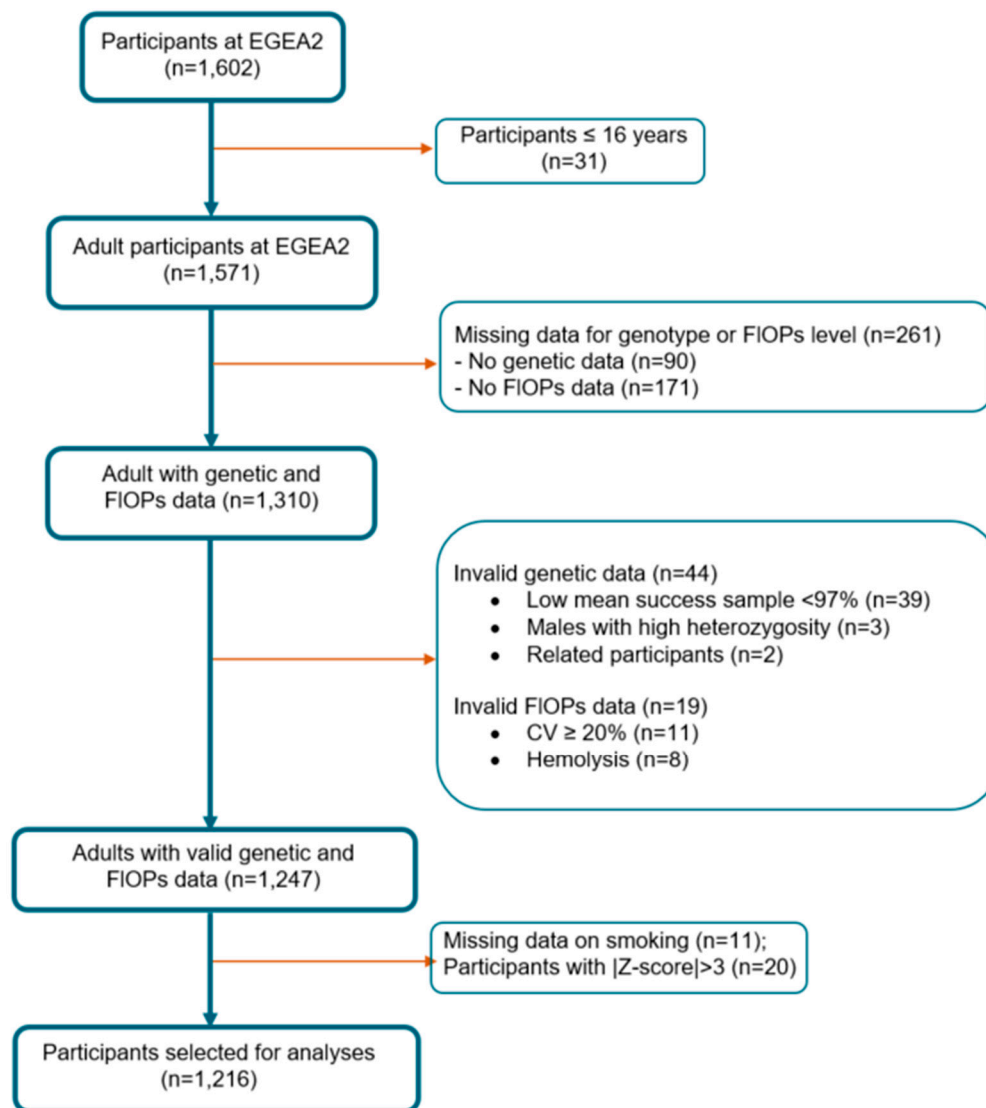 Participants at EGEA2
(n=1,602)
Participants ≤ 16 years
(n=31)
Adult participants at EGEA2
(n=1,571)
Missing data for genotype or FlOPs level (n=261)
- No genetic data (n=90)
- No FlOPs data (n=171)
Adult with genetic and
FlOPs data (n=1,310)
Invalid genetic data (n=44)
• Low mean success sample <97% (n=39)
• Males with high heterozygosity (n=3)
• Related participants (n=2)
Invalid FlOPs data (n=19)
• CV ≥ 20% (n=11)
• Hemolysis (n=8)
Adults with valid genetic and
FlOPs data (n=1,247)
Missing data on smoking (n=11);
Participants with |Z-score|>3 (n=20)
Participants selected for analyses
(n=1,216)